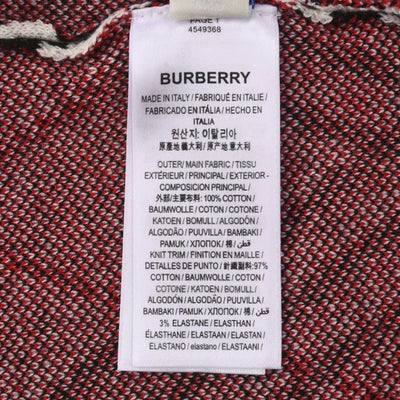 PAGE 1
4549368
BURBERRY
MADE IN ITALY / FABRIQUÉ EN ITALIE /
FABRICADO EN ITÁLIA / HECHO EN
ITALIA
원산지: 이탈리아
原產地義大利 / 原产地意大利
OUTER/ MAIN FABRIC / TISSU
EXTÉRIEUR / PRINCIPAL / EXTERIOR -
COMPOSICION PRINCIPAL /
外部/主要布料: 100% COTTON /
BAUMWOLLE / COTON / COTONE /
KATOEN / BOMULL / ALGODÓN /
ALGODÃO / PUUVILLA / BAMBAKI /
PAMUK / ХЛОПОК / 棉 / قطن /
KNIT TRIM / FINITION EN MAILLE /
DETALLES DE PUNTO / 針織副料: 97%
COTTON / BAUMWOLLE / COTON /
COTONE / KATOEN / BOMULL /
ALGODÓN / ALGODÃO / PUUVILLA /
BAMBAKI / PAMUK / ХЛОПОК / 棉 / قطن /
3% ELASTANE / ELASTHAN /
ÉLASTHANE / ELASTAN / ELASTAAN /
ELASTANO / elastano / ELASTAANI /